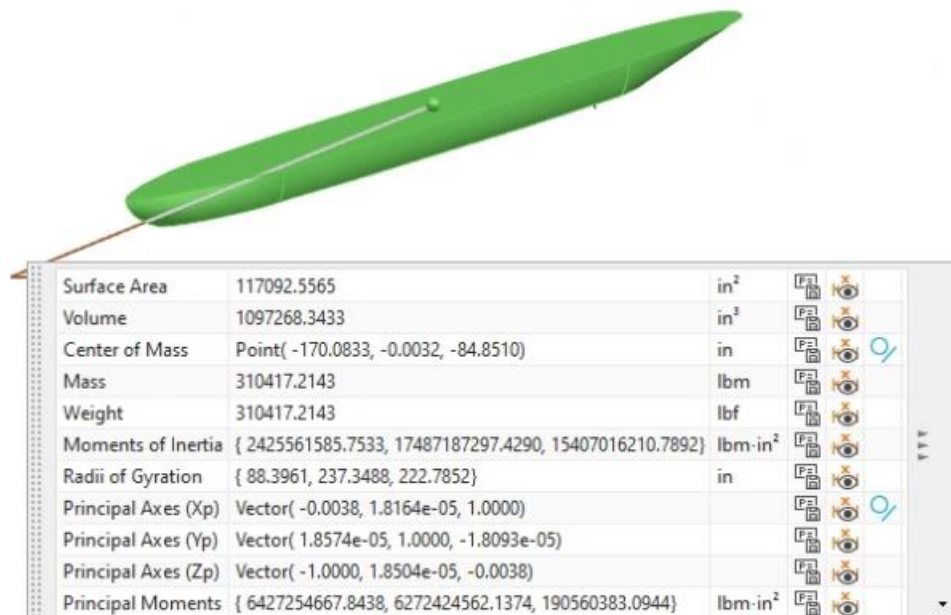 Surface Area 117092.5565 in²
Volume 1097268.3433 in³
Center of Mass Point( -170.0833, -0.0032, -84.8510) in
Mass 310417.2143 lbm
Weight 310417.2143 lbf
Moments of Inertia { 2425561585.7533, 17487187297.4290, 15407016210.7892} lbm·in²
Radii of Gyration { 88.3961, 237.3488, 222.7852} in
Principal Axes (Xp) Vector( -0.0038, 1.8164e-05, 1.0000)
Principal Axes (Yp) Vector( 1.8574e-05, 1.0000, -1.8093e-05)
Principal Axes (Zp) Vector( -1.0000, 1.8504e-05, -0.0038)
Principal Moments { 6427254667.8438, 6272424562.1374, 190560383.0944} lbm·in²